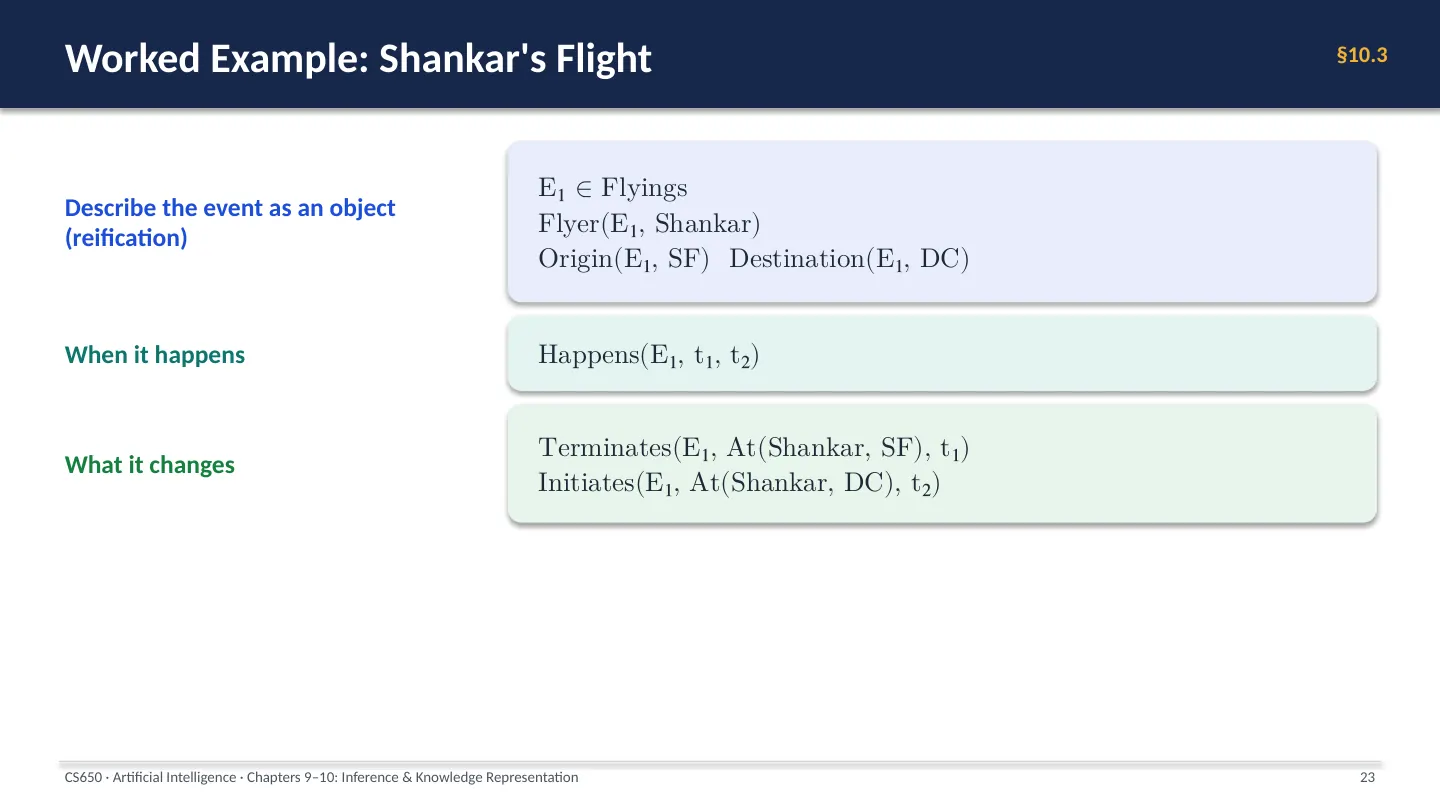 Worked Example: Shankar's Flight
§10.3
Describe the event as an object
(reification)
E₁ ∈ Flyings
Flyer(E₁, Shankar)
Origin(E₁, SF) Destination(E₁, DC)
When it happens
Happens(E₁, t₁, t₂)
What it changes
Terminates(E₁, At(Shankar, SF), t₁)
Initiates(E₁, At(Shankar, DC), t₂)
CS650 · Artificial Intelligence · Chapters 9–10: Inference & Knowledge Representation
23